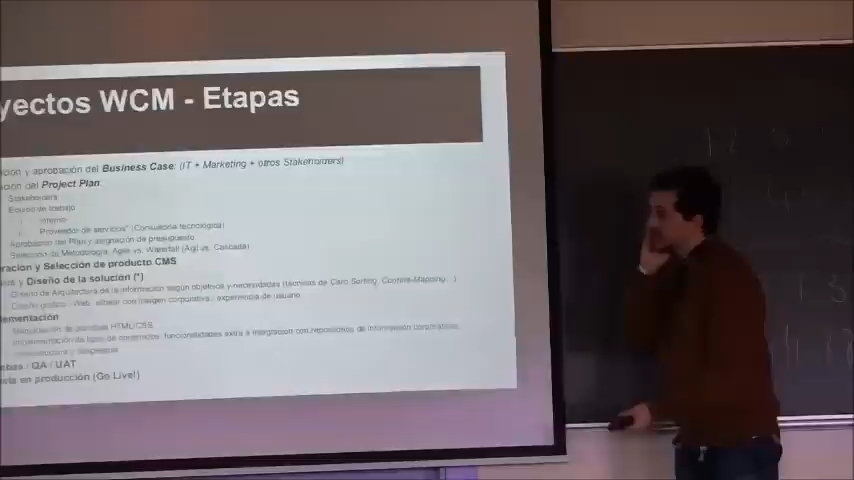 yectos WCM - Etapas
ción y aprobación del Business Case: (IT + Marketing + otros Stakeholders)
ción del Project Plan
Stakeholders
Equipo de trabajo
Interno
Proveedor de servicios* (Consultoría tecnológica)
Aprobación del Plan y asignación de presupuesto
Selección de Metodología: Agile vs. Waterfall (Agil vs. Cascada)
ración y Selección de producto CMS
y Diseño de la solución (*)
Diseño de Arquitectura de la información según objetivos y necesidades (técnicas de Card Sorting, Content-Mapping...)
Diseño gráfico - Web, alinear con imagen corporativa, experiencia de usuario
lementación
Maquetación de plantillas HTML/CSS
Implementación de tipos de contenidos, funcionalidades extra e integración con repositorios de información corporativos
ebas / QA / UAT
esta en producción (Go Live!)